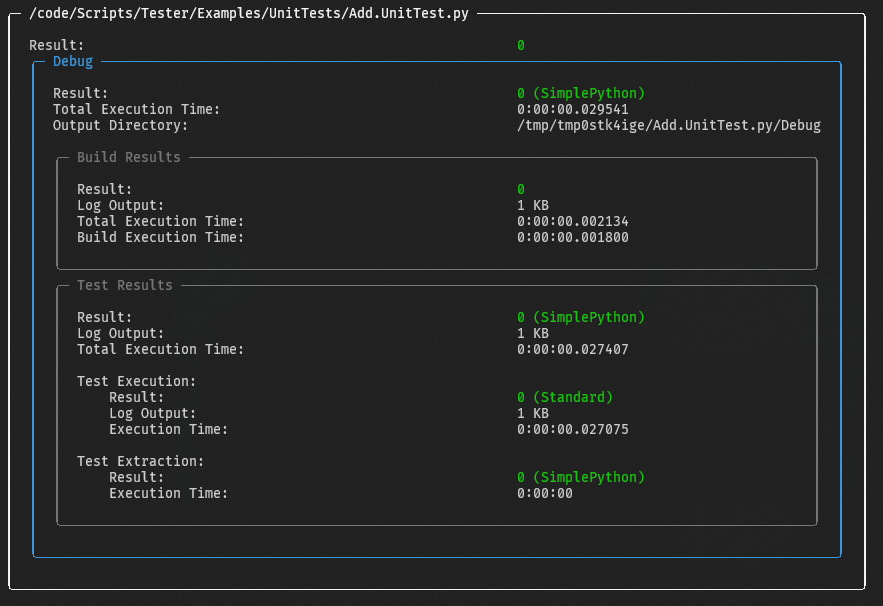 /code/Scripts/Tester/Examples/UnitTests/Add.UnitTest.py
Result: 0
Debug
Result: 0 (SimplePython)
Total Execution Time: 0:00:00.029541
Output Directory: /tmp/tmp0stk4ige/Add.UnitTest.py/Debug
Build Results
Result: 0
Log Output: 1 KB
Total Execution Time: 0:00:00.002134
Build Execution Time: 0:00:00.001800
Test Results
Result: 0 (SimplePython)
Log Output: 1 KB
Total Execution Time: 0:00:00.027407
Test Execution:
Result: 0 (Standard)
Log Output: 1 KB
Execution Time: 0:00:00.027075
Test Extraction:
Result: 0 (SimplePython)
Execution Time: 0:00:00